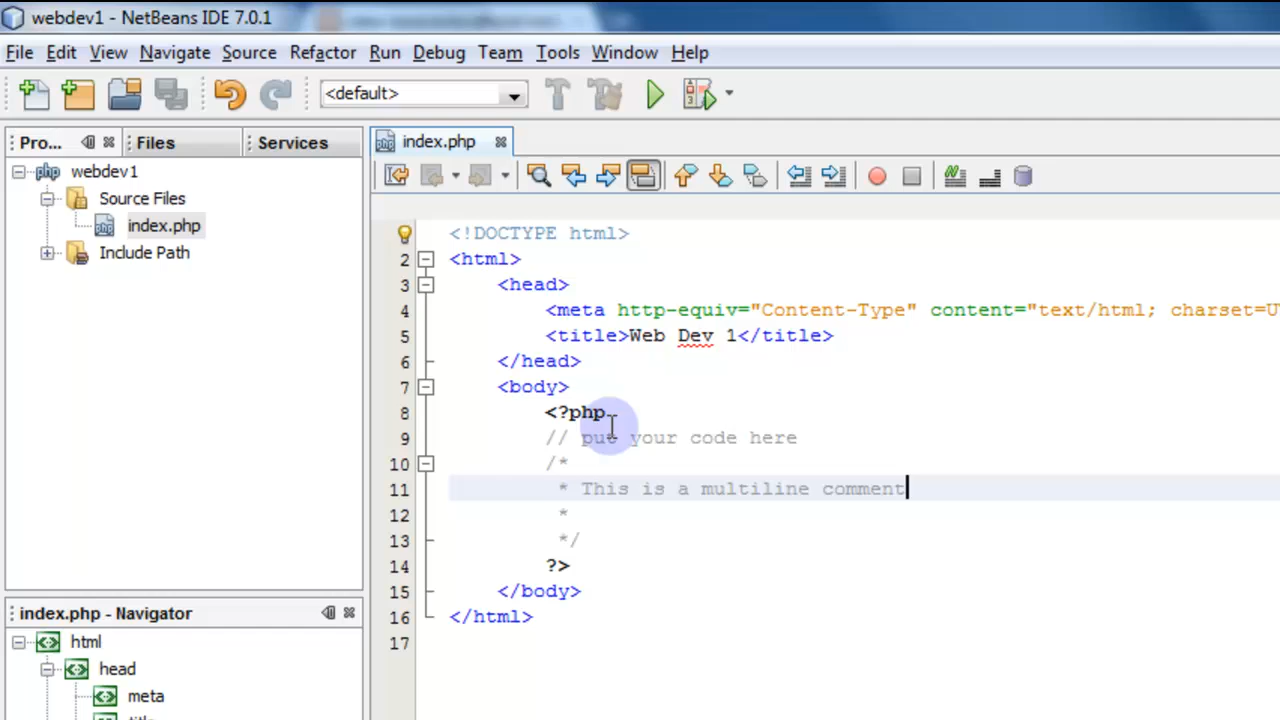 webdev1 - NetBeans IDE 7.0.1
File Edit View Navigate Source Refactor Run Debug Team Tools Window Help
<default>
Pro... Files Services
index.php
webdev1
Source Files
index.php
Include Path
<!DOCTYPE html>
2 <html>
3 <head>
4 <meta http-equiv="Content-Type" content="text/html; charset=U
5 <title>Web Dev 1</title>
6 </head>
7 <body>
8 <?php
9 // put your code here
10 /*
11 * This is a multiline comment
12 *
13 */
14 ?>
15 </body>
16 </html>
17
index.php - Navigator
html
head
meta